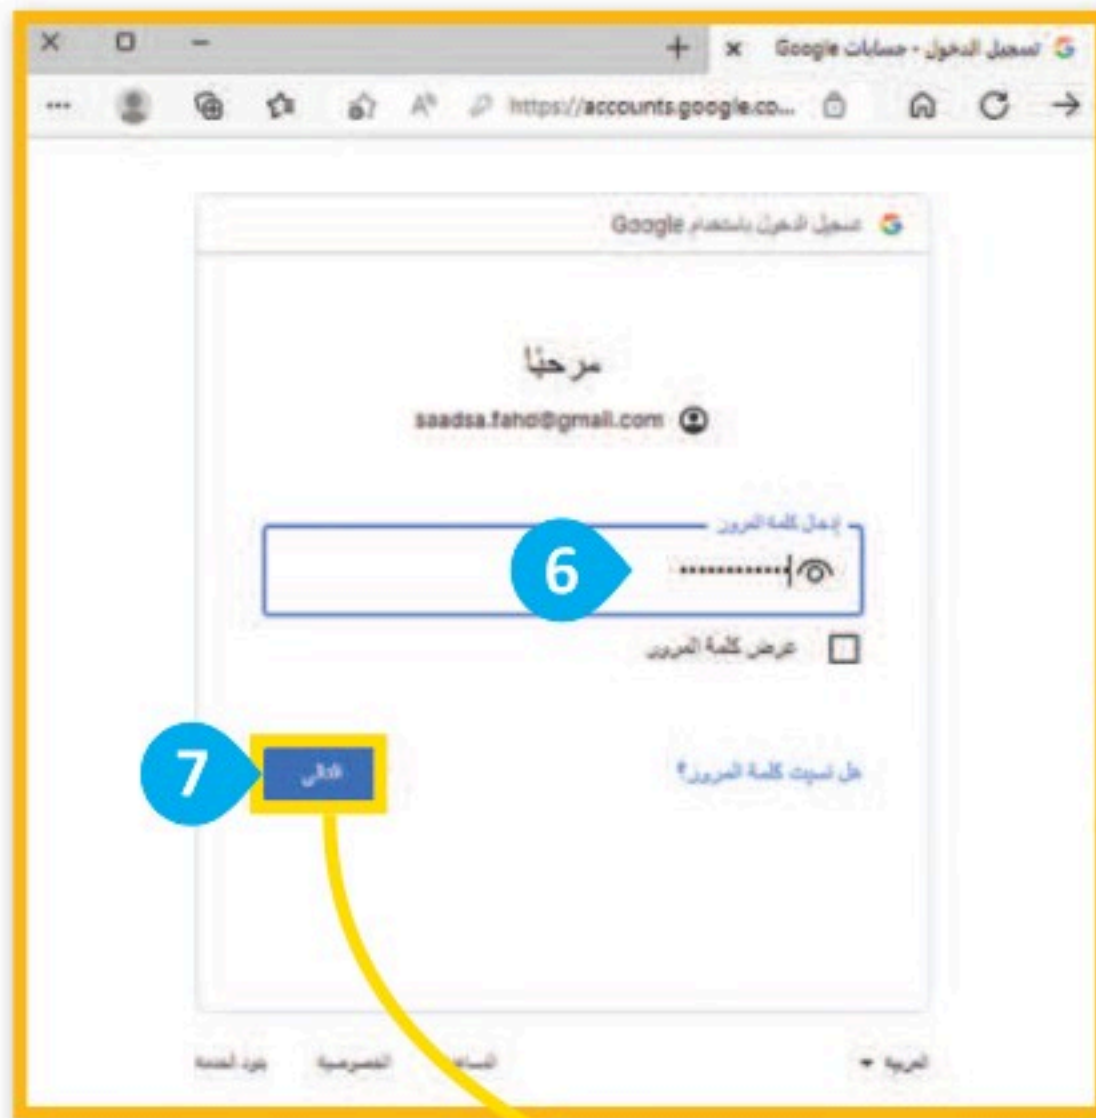 تسجيل الدخول - حسابات Google
https://accounts.google.co...
تسجيل الدخول باستخدام Google
مرحبًا
saadsa.fahd@gmail.com
إدخال كلمة المرور
6
عرض كلمة المرور
هل نسيت كلمة المرور؟
7
التالي
العربية
الخصوصية
بنود الخدمة